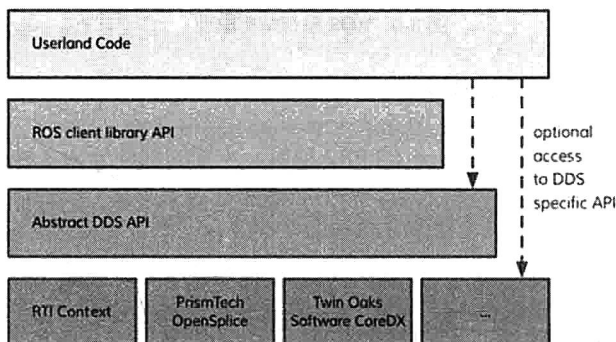 Userland Code
ROS client library API
optional
access
to DDS
specific API
Abstract DDS API
RTI Context
PrismTech
OpenSplice
Twin Oaks
Software CoreDX
...